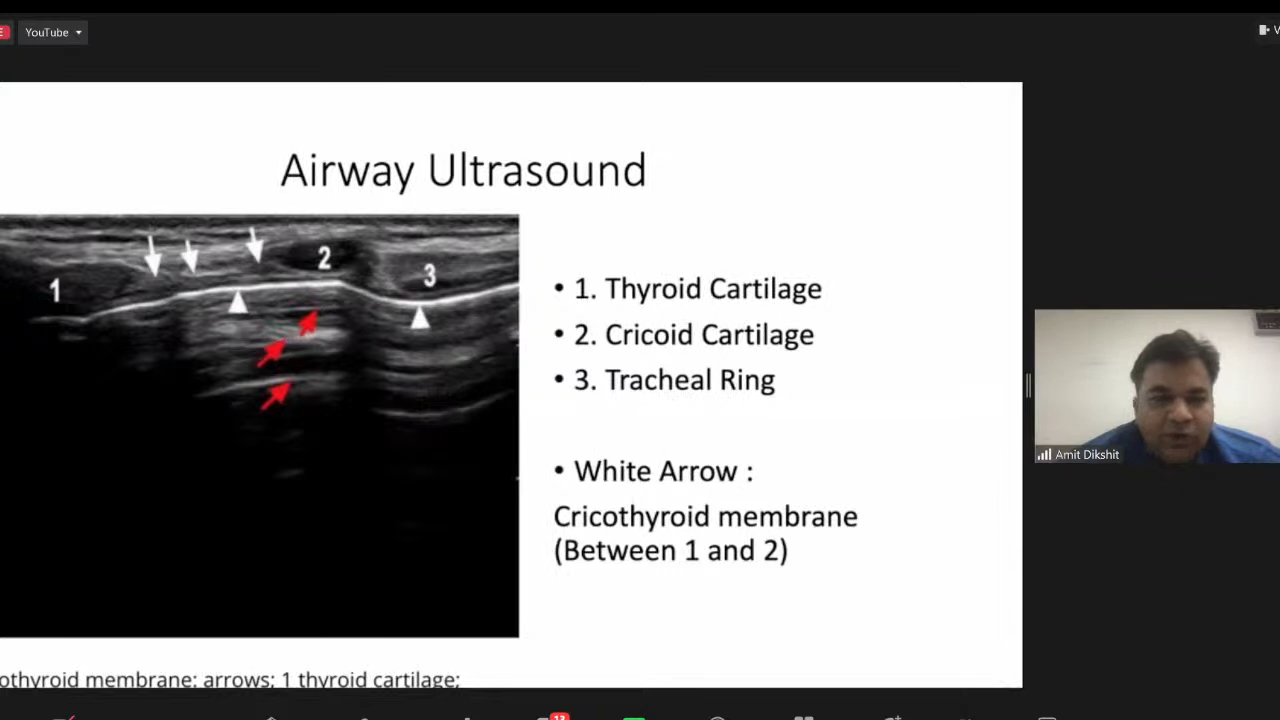 YouTube
Airway Ultrasound
1
2
3
• 1. Thyroid Cartilage
• 2. Cricoid Cartilage
• 3. Tracheal Ring
• White Arrow :
Cricothyroid membrane
(Between 1 and 2)
Amit Dikshit
othyroid membrane: arrows; 1 thyroid cartilage;
13